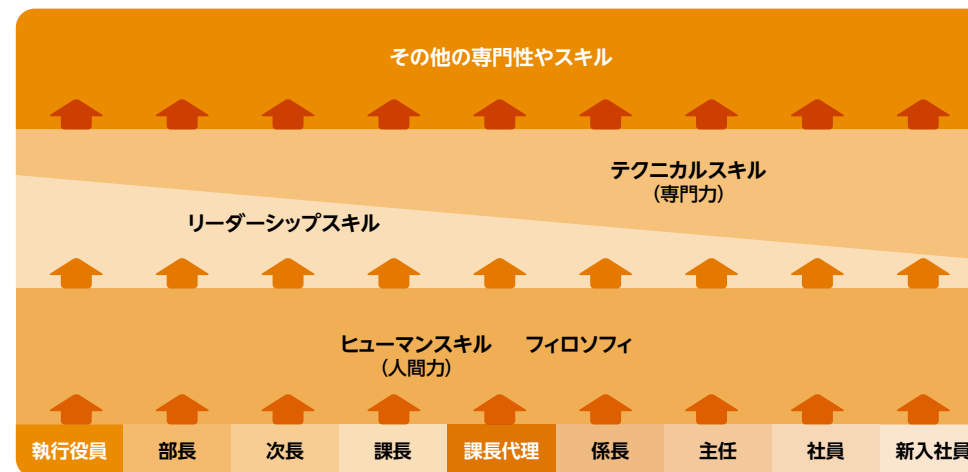 その他の専門性やスキル
テクニカルスキル
(専門力)
リーダーシップスキル
ヒューマンスキル フィロソフィ
(人間力)
執行役員 部長 次長 課長 課長代理 係長 主任 社員 新入社員